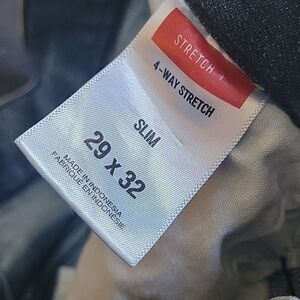 STRETCH +
4-WAY STRETCH
SLIM
29 x 32
MADE IN INDONESIA
FABRIQUÉ EN INDONÉSIE